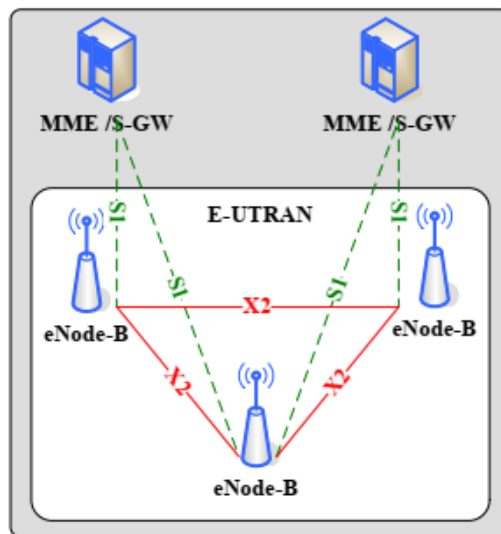 MME /S-GW
MME /S-GW
S1
S1
E-UTRAN
S1
S1
eNode-B
X2
eNode-B
X2
X2
eNode-B